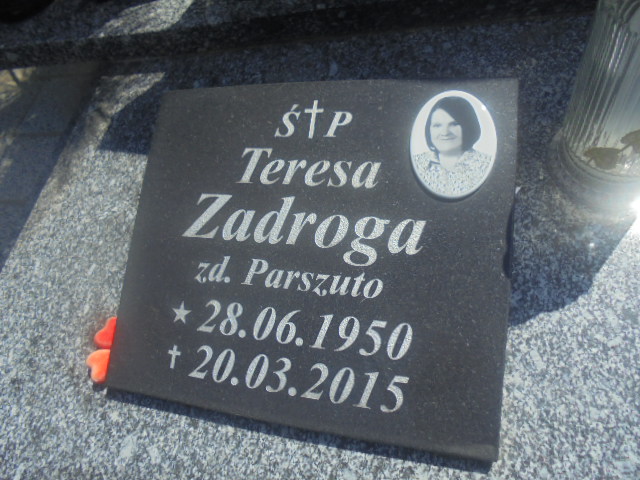 Ś†P
Teresa
Zadroga
zd. Parszuto
★ 28.06.1950
† 20.03.2015